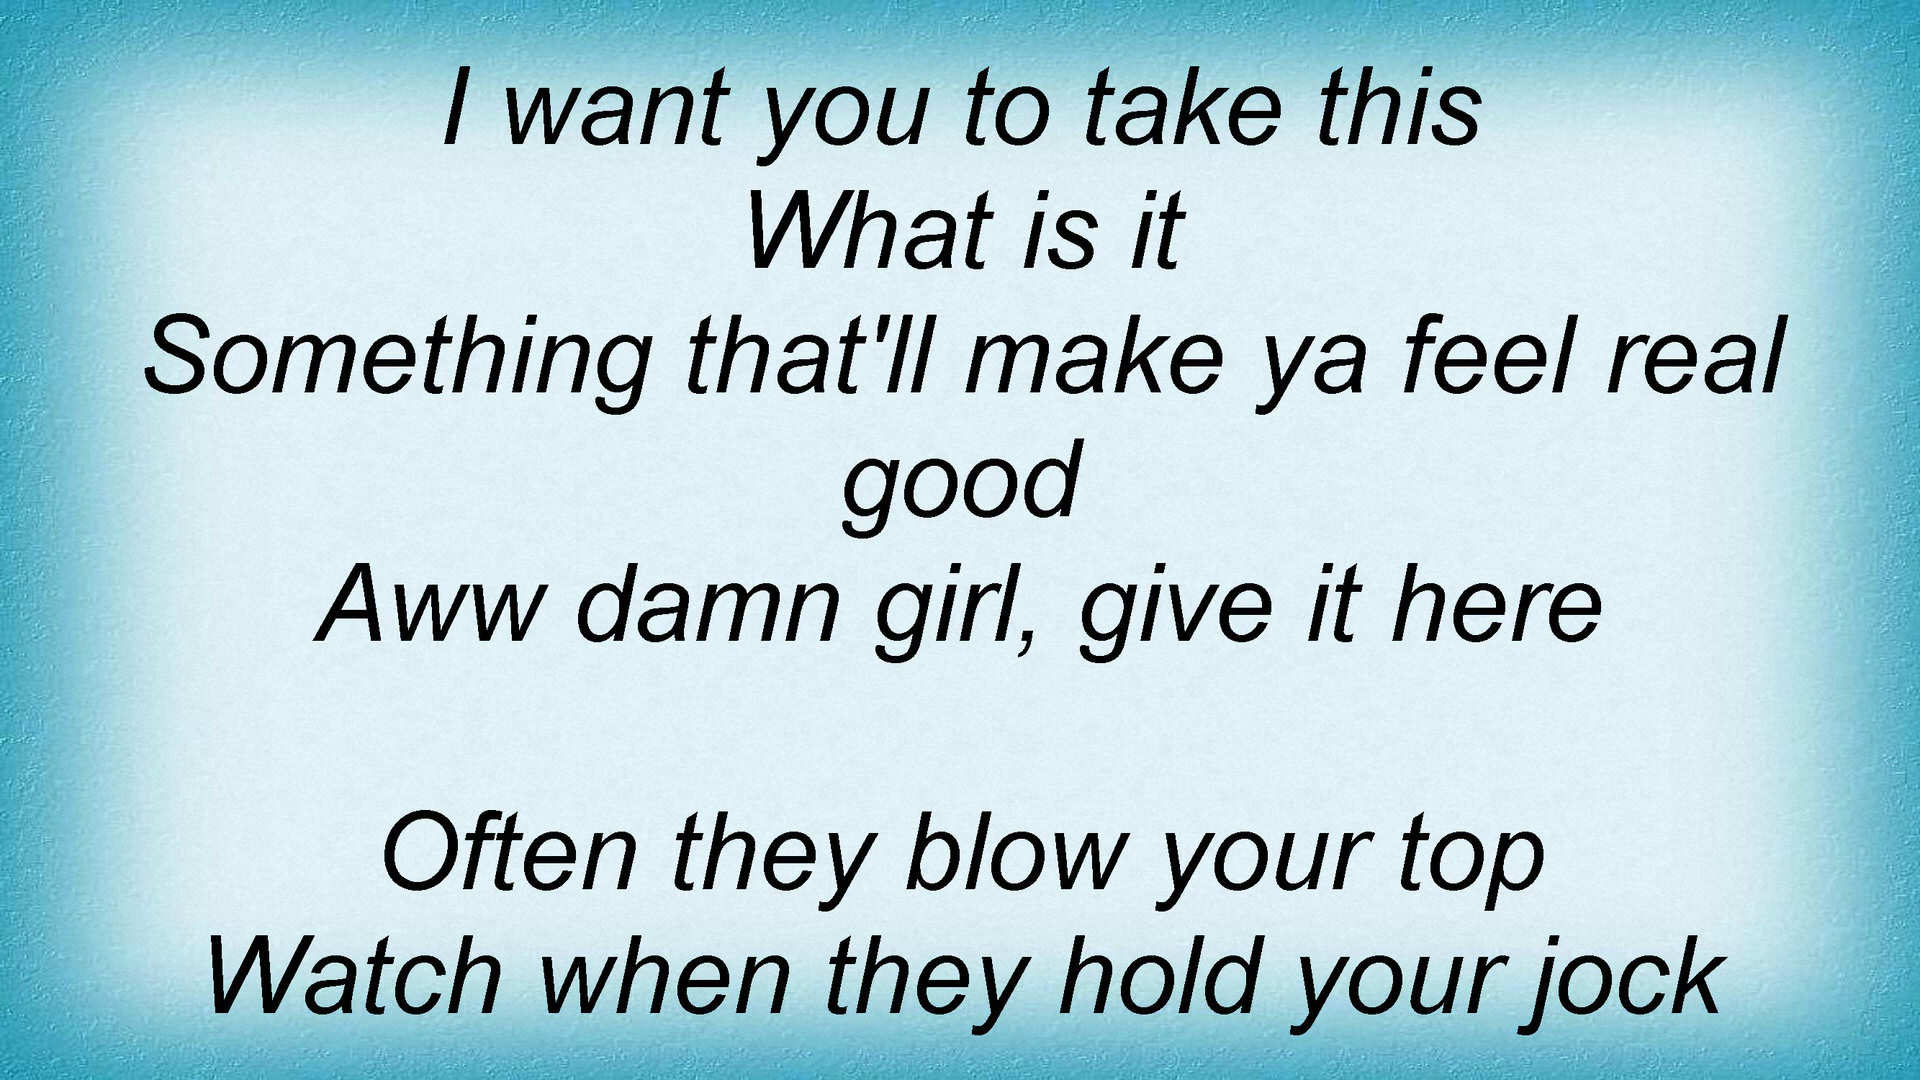 I want you to take this
What is it
Something that'll make ya feel real
good
Aww damn girl, give it here
Often they blow your top
Watch when they hold your jock